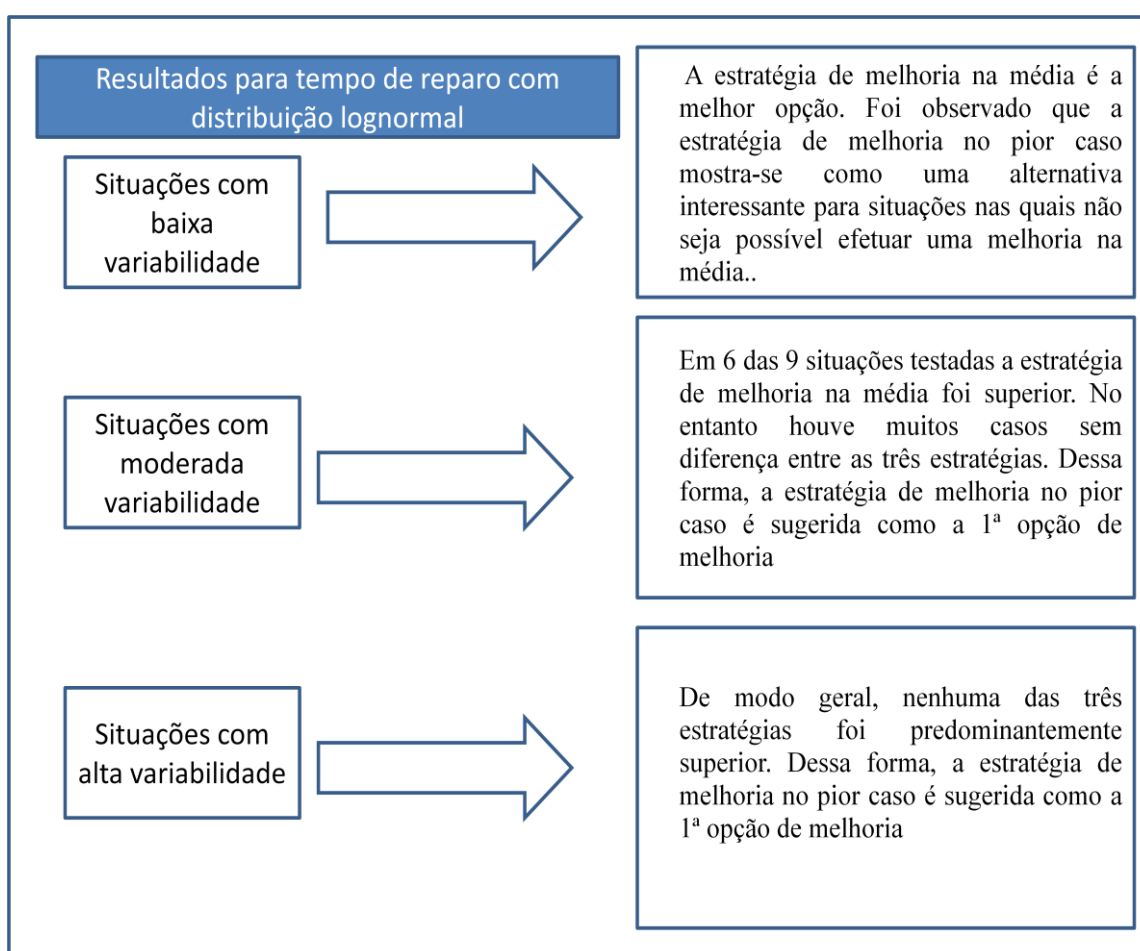 Resultados para tempo de reparo com
distribuição lognormal
Situações com
baixa
variabilidade
A estratégia de melhoria na média é a
melhor opção. Foi observado que a
estratégia de melhoria no pior caso
mostra-se como uma alternativa
interessante para situações nas quais não
seja possível efetuar uma melhoria na
média..
Situações com
moderada
variabilidade
Em 6 das 9 situações testadas a estratégia
de melhoria na média foi superior. No
entanto houve muitos casos sem
diferença entre as três estratégias. Dessa
forma, a estratégia de melhoria no pior
caso é sugerida como a 1ª opção de
melhoria
Situações com
alta variabilidade
De modo geral, nenhuma das três
estratégias foi predominantemente
superior. Dessa forma, a estratégia de
melhoria no pior caso é sugerida como a
1ª opção de melhoria